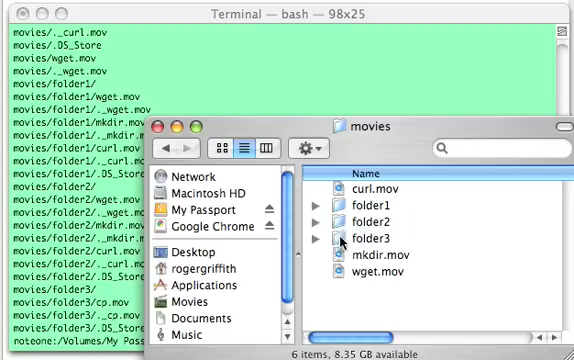 Terminal — bash — 98x25
movies/._curl.mov
movies/.DS_Store
movies/wget.mov
movies/._wget.mov
movies/folder1/
movies/folder1/wget.mov
movies/folder1/._wget.mov
movies/folder1/mkdir.mov
movies/folder1/._mkdir.mo
movies/folder1/curl.mov
movies/folder1/._curl.mo
movies/folder1/.DS_Store
movies/folder2/
movies/folder2/wget.mov
movies/folder2/._wget.mo
movies/folder2/mkdir.mov
movies/folder2/._mkdir.mo
movies/folder2/curl.mov
movies/folder2/._curl.mo
movies/folder2/.DS_Store
movies/folder3/
movies/folder3/cp.mov
movies/folder3/._cp.mov
movies/folder3/.DS_Store
noteone:/Volumes/My Pass
movies
Network
Macintosh HD
My Passport
Google Chrome
Desktop
rogergriffith
Applications
Movies
Documents
Music
Name
curl.mov
folder1
folder2
folder3
mkdir.mov
wget.mov
6 items, 8.35 GB available